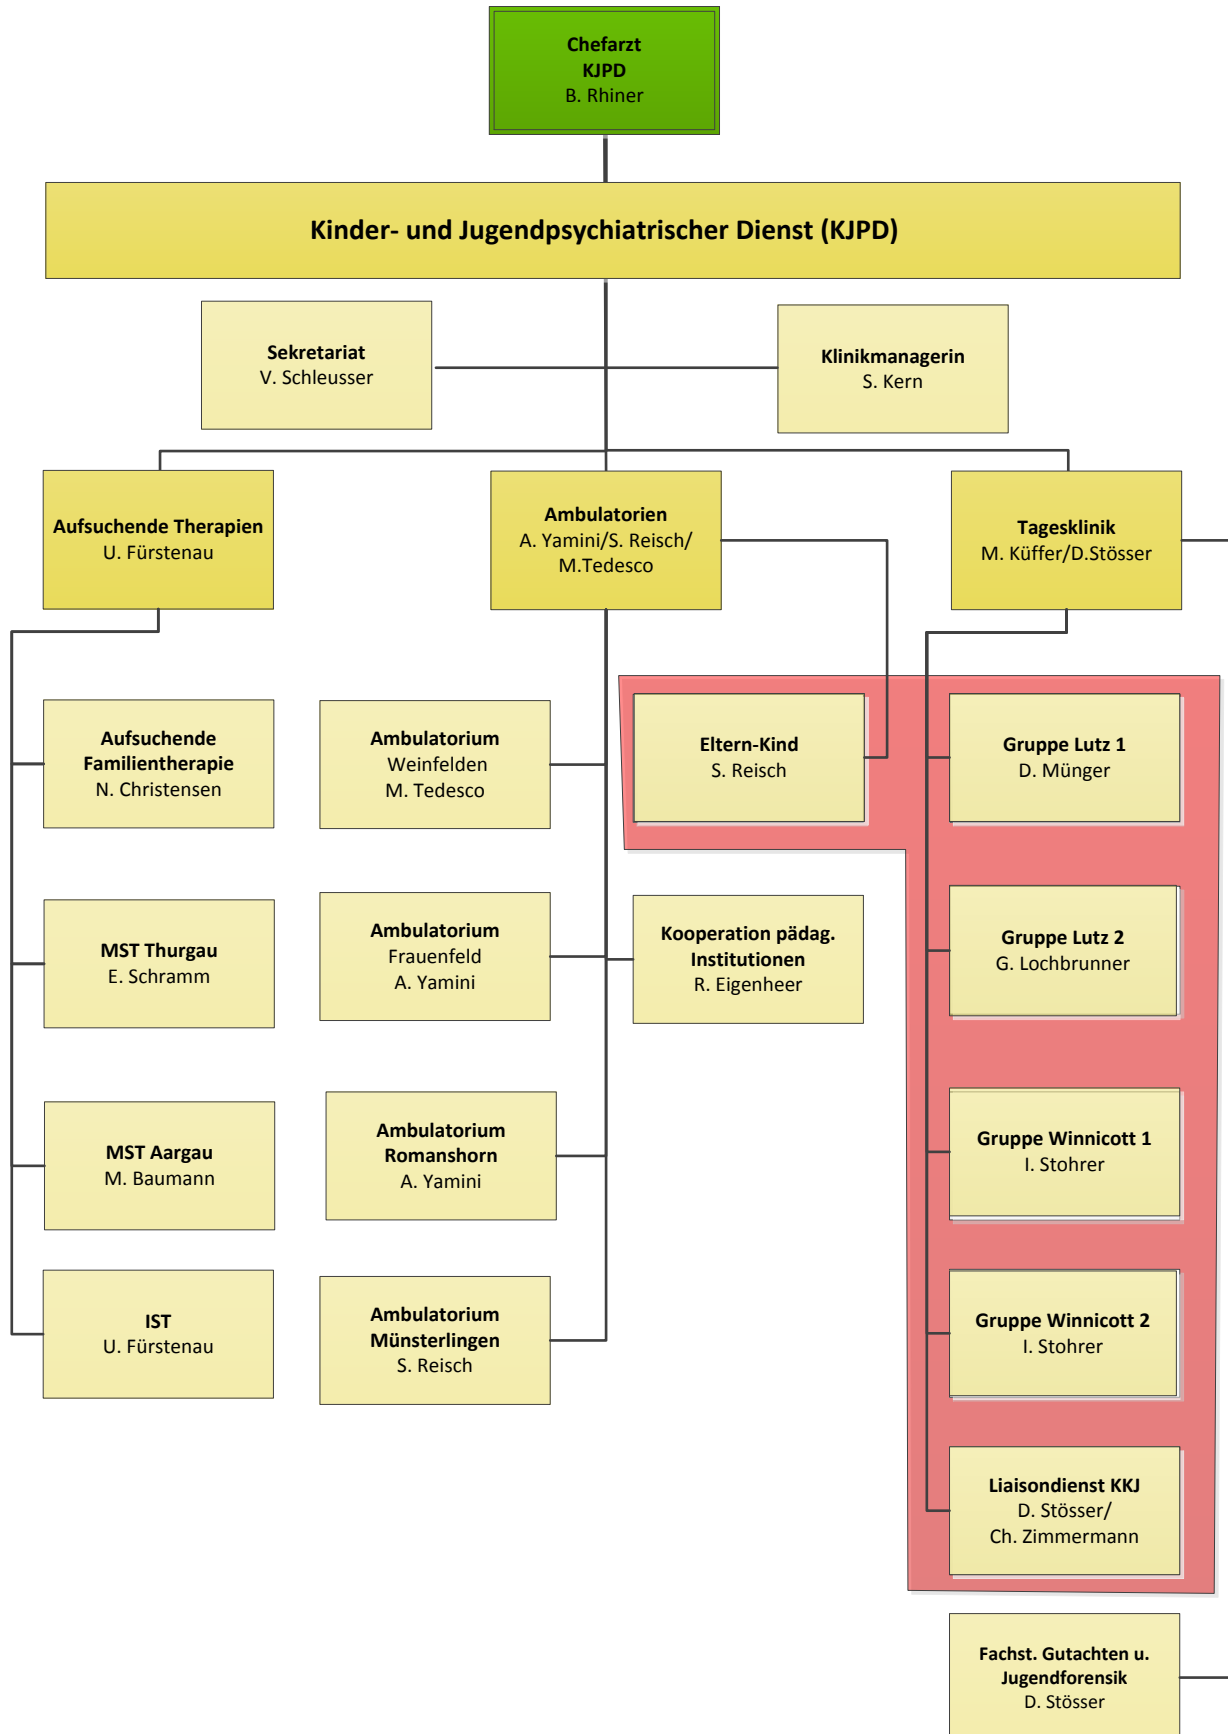 Chefarzt
KJPD
B. Rhiner
Kinder- und Jugendpsychiatrischer Dienst (KJPD)
Sekretariat
V. Schleusser
Klinikmanagerin
S. Kern
Aufsuchende Therapien
U. Fürstenau
Ambulatorien
A. Yamini/S. Reisch/
M.Tedesco
Tagesklinik
M. Küffer/D.Stösser
Aufsuchende
Familientherapie
N. Christensen
Ambulatorium
Weinfelden
M. Tedesco
Eltern-Kind
S. Reisch
Gruppe Lutz 1
D. Münger
MST Thurgau
E. Schramm
Ambulatorium
Frauenfeld
A. Yamini
Kooperation pädag.
Institutionen
R. Eigenheer
Gruppe Lutz 2
G. Lochbrunner
MST Aargau
M. Baumann
Ambulatorium
Romanshorn
A. Yamini
Gruppe Winnicott 1
I. Stohrer
IST
U. Fürstenau
Ambulatorium
Münsterlingen
S. Reisch
Gruppe Winnicott 2
I. Stohrer
Liaisondienst KKJ
D. Stösser/
Ch. Zimmermann
Fachst. Gutachten u.
Jugendforensik
D. Stösser